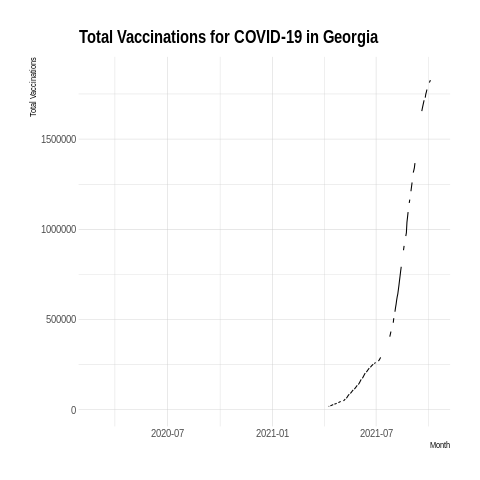 Total Vaccinations for COVID-19 in Georgia
Total Vaccinations
1500000
1000000
500000
0
2020-07
2021-01
2021-07
Month